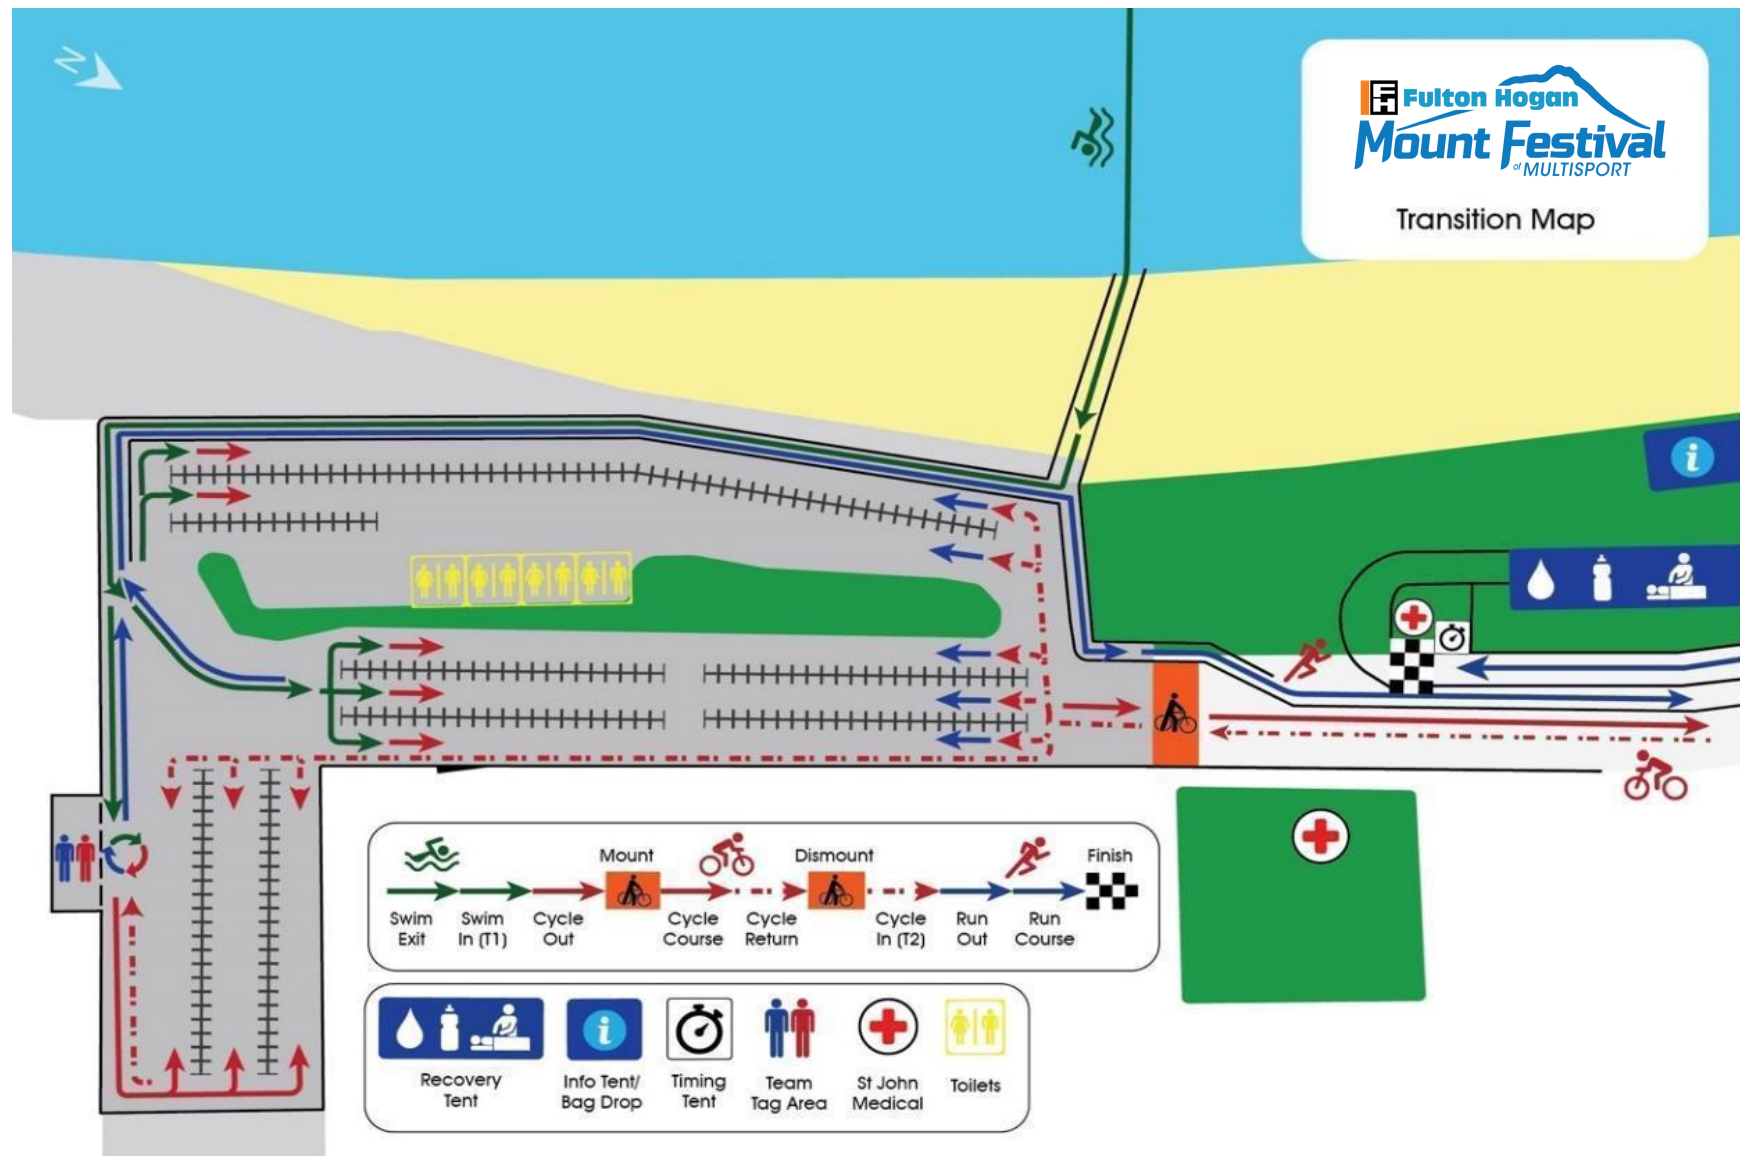 N
FH
Fulton Hogan
Mount Festival
of MULTISPORT
Transition Map
i
Mount
Dismount
Finish
Swim Exit
Swim In (T1)
Cycle Out
Cycle Course
Cycle Return
Cycle In (T2)
Run Out
Run Course
i
Recovery Tent
Info Tent/ Bag Drop
Timing Tent
Team Tag Area
St John Medical
Toilets